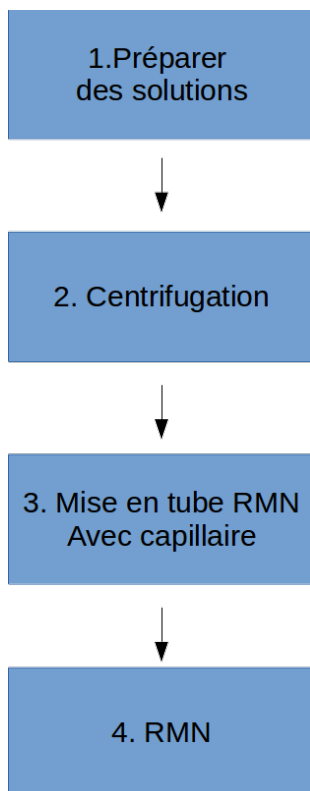 1.Préparer
des solutions
2. Centrifugation
3. Mise en tube RMN
Avec capillaire
4. RMN